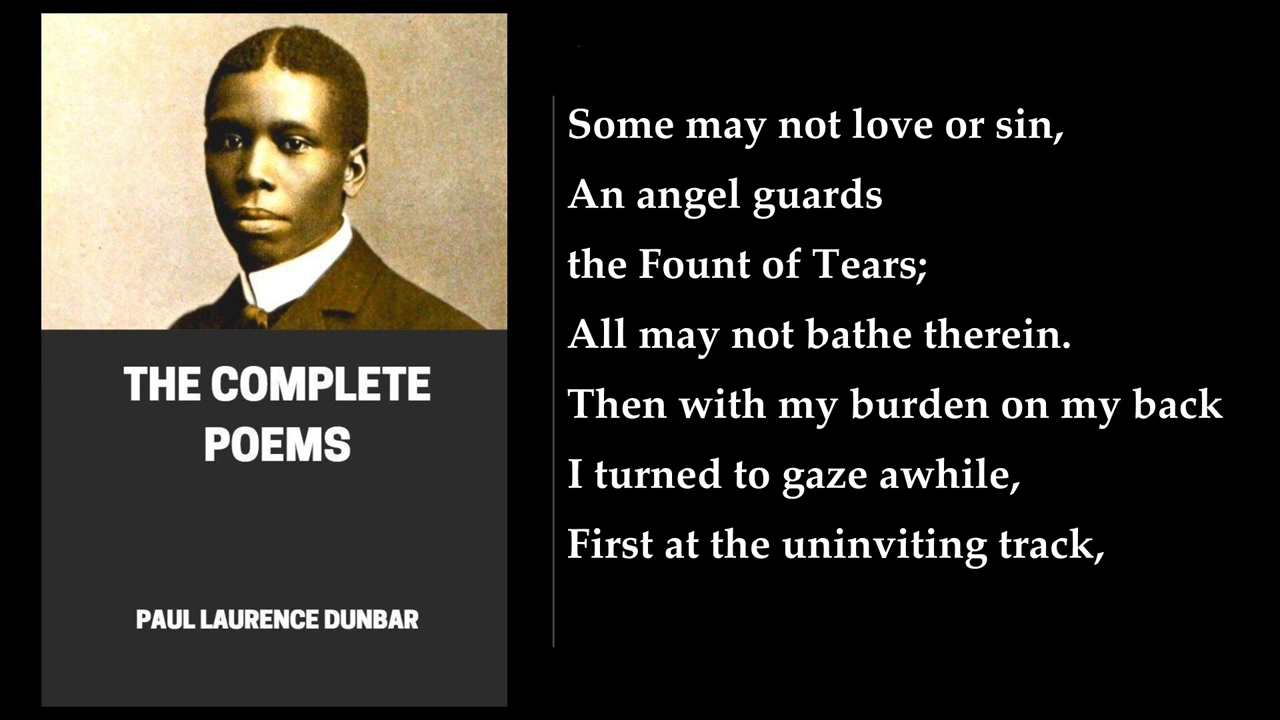 THE COMPLETE
POEMS
PAUL LAURENCE DUNBAR
Some may not love or sin,
An angel guards
the Fount of Tears;
All may not bathe therein.
Then with my burden on my back
I turned to gaze awhile,
First at the uninviting track,